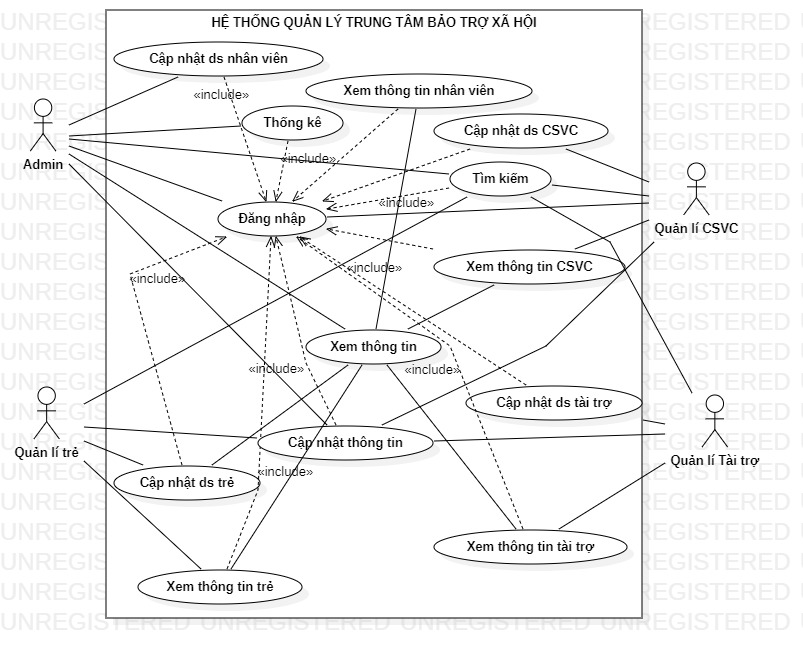 HỆ THỐNG QUẢN LÝ TRUNG TÂM BẢO TRỢ XÃ HỘI
Cập nhật ds nhân viên
Xem thông tin nhân viên
«include»
Thống kê
Cập nhật ds CSVC
Admin
«include»
Tìm kiếm
«include»
Đăng nhập
Quản lí CSVC
Xem thông tin CSVC
«include»
«include»
Xem thông tin
«include»
«include»
Cập nhật ds tài trợ
Cập nhật thông tin
Quản lí trẻ
Quản lí Tài trợ
«include»
Cập nhật ds trẻ
Xem thông tin tài trợ
Xem thông tin trẻ
UNREGISTERED UNREGISTERED UNREGISTERED UNREGISTERED